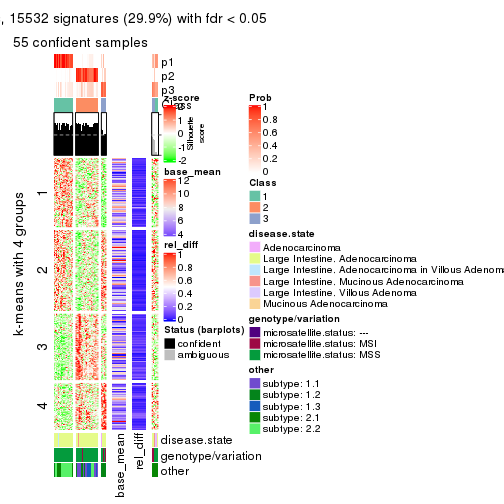 , 15532 signatures (29.9%) with fdr < 0.05
55 confident samples
p1
p2
p3
Class
Silhouette
score
1
2
3
4
k-means with 4 groups
base_mean
rel_diff
disease.state
genotype/variation
other
z-score
2
0
-2
base_mean
12
10
8
6
4
rel_diff
1
0.8
0.6
0.4
0.2
0
Status (barplots)
confident
ambiguous
Prob
1
0.8
0.6
0.4
0.2
0
Class
1
2
3
disease.state
Adenocarcinoma
Large Intestine. Adenocarcinoma
Large Intestine. Adenocarcinoma in Villous Adenom
Large Intestine. Mucinous Adenocarcinoma
Large Intestine. Villous Adenoma
Mucinous Adenocarcinoma
genotype/variation
microsatellite.status: ---
microsatellite.status: MSI
microsatellite.status: MSS
other
subtype: 1.1
subtype: 1.2
subtype: 1.3
subtype: 2.1
subtype: 2.2